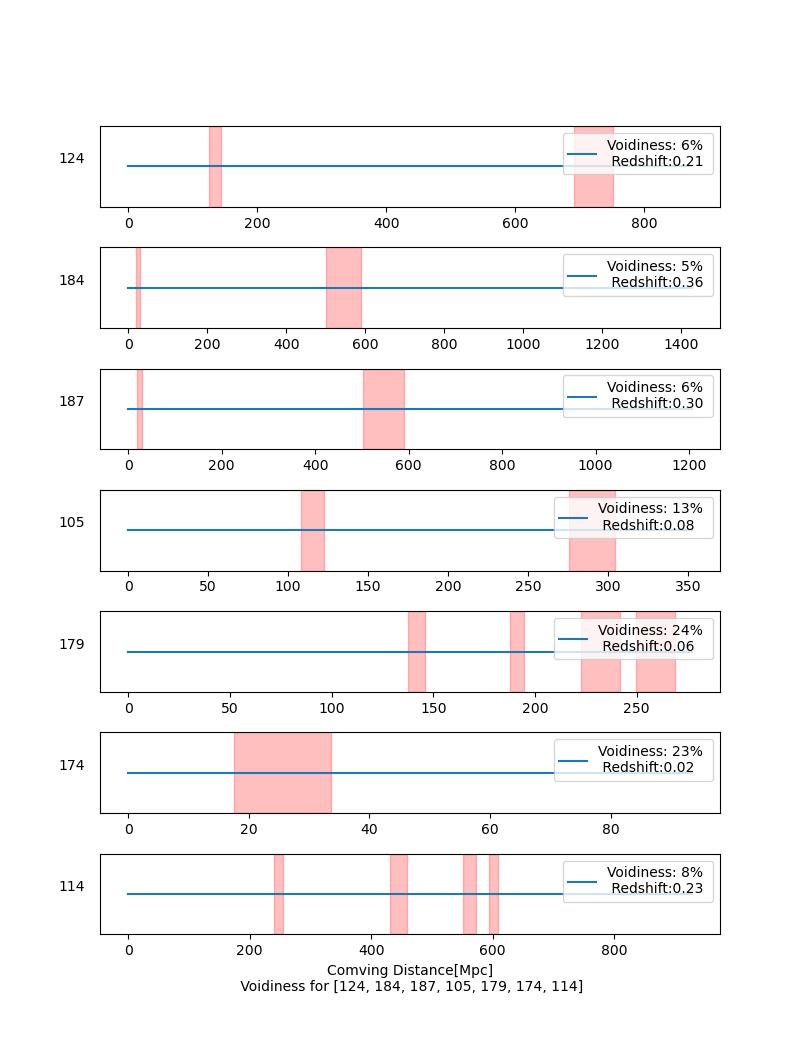 124
Voidiness: 6%
Redshift:0.21
0 200 400 600 800
184
Voidiness: 5%
Redshift:0.36
0 200 400 600 800 1000 1200 1400
187
Voidiness: 6%
Redshift:0.30
0 200 400 600 800 1000 1200
105
Voidiness: 13%
Redshift:0.08
0 50 100 150 200 250 300 350
179
Voidiness: 24%
Redshift:0.06
0 50 100 150 200 250
174
Voidiness: 23%
Redshift:0.02
0 20 40 60 80
114
Voidiness: 8%
Redshift:0.23
0 200 400 600 800
Comving Distance[Mpc]
Voidiness for [124, 184, 187, 105, 179, 174, 114]